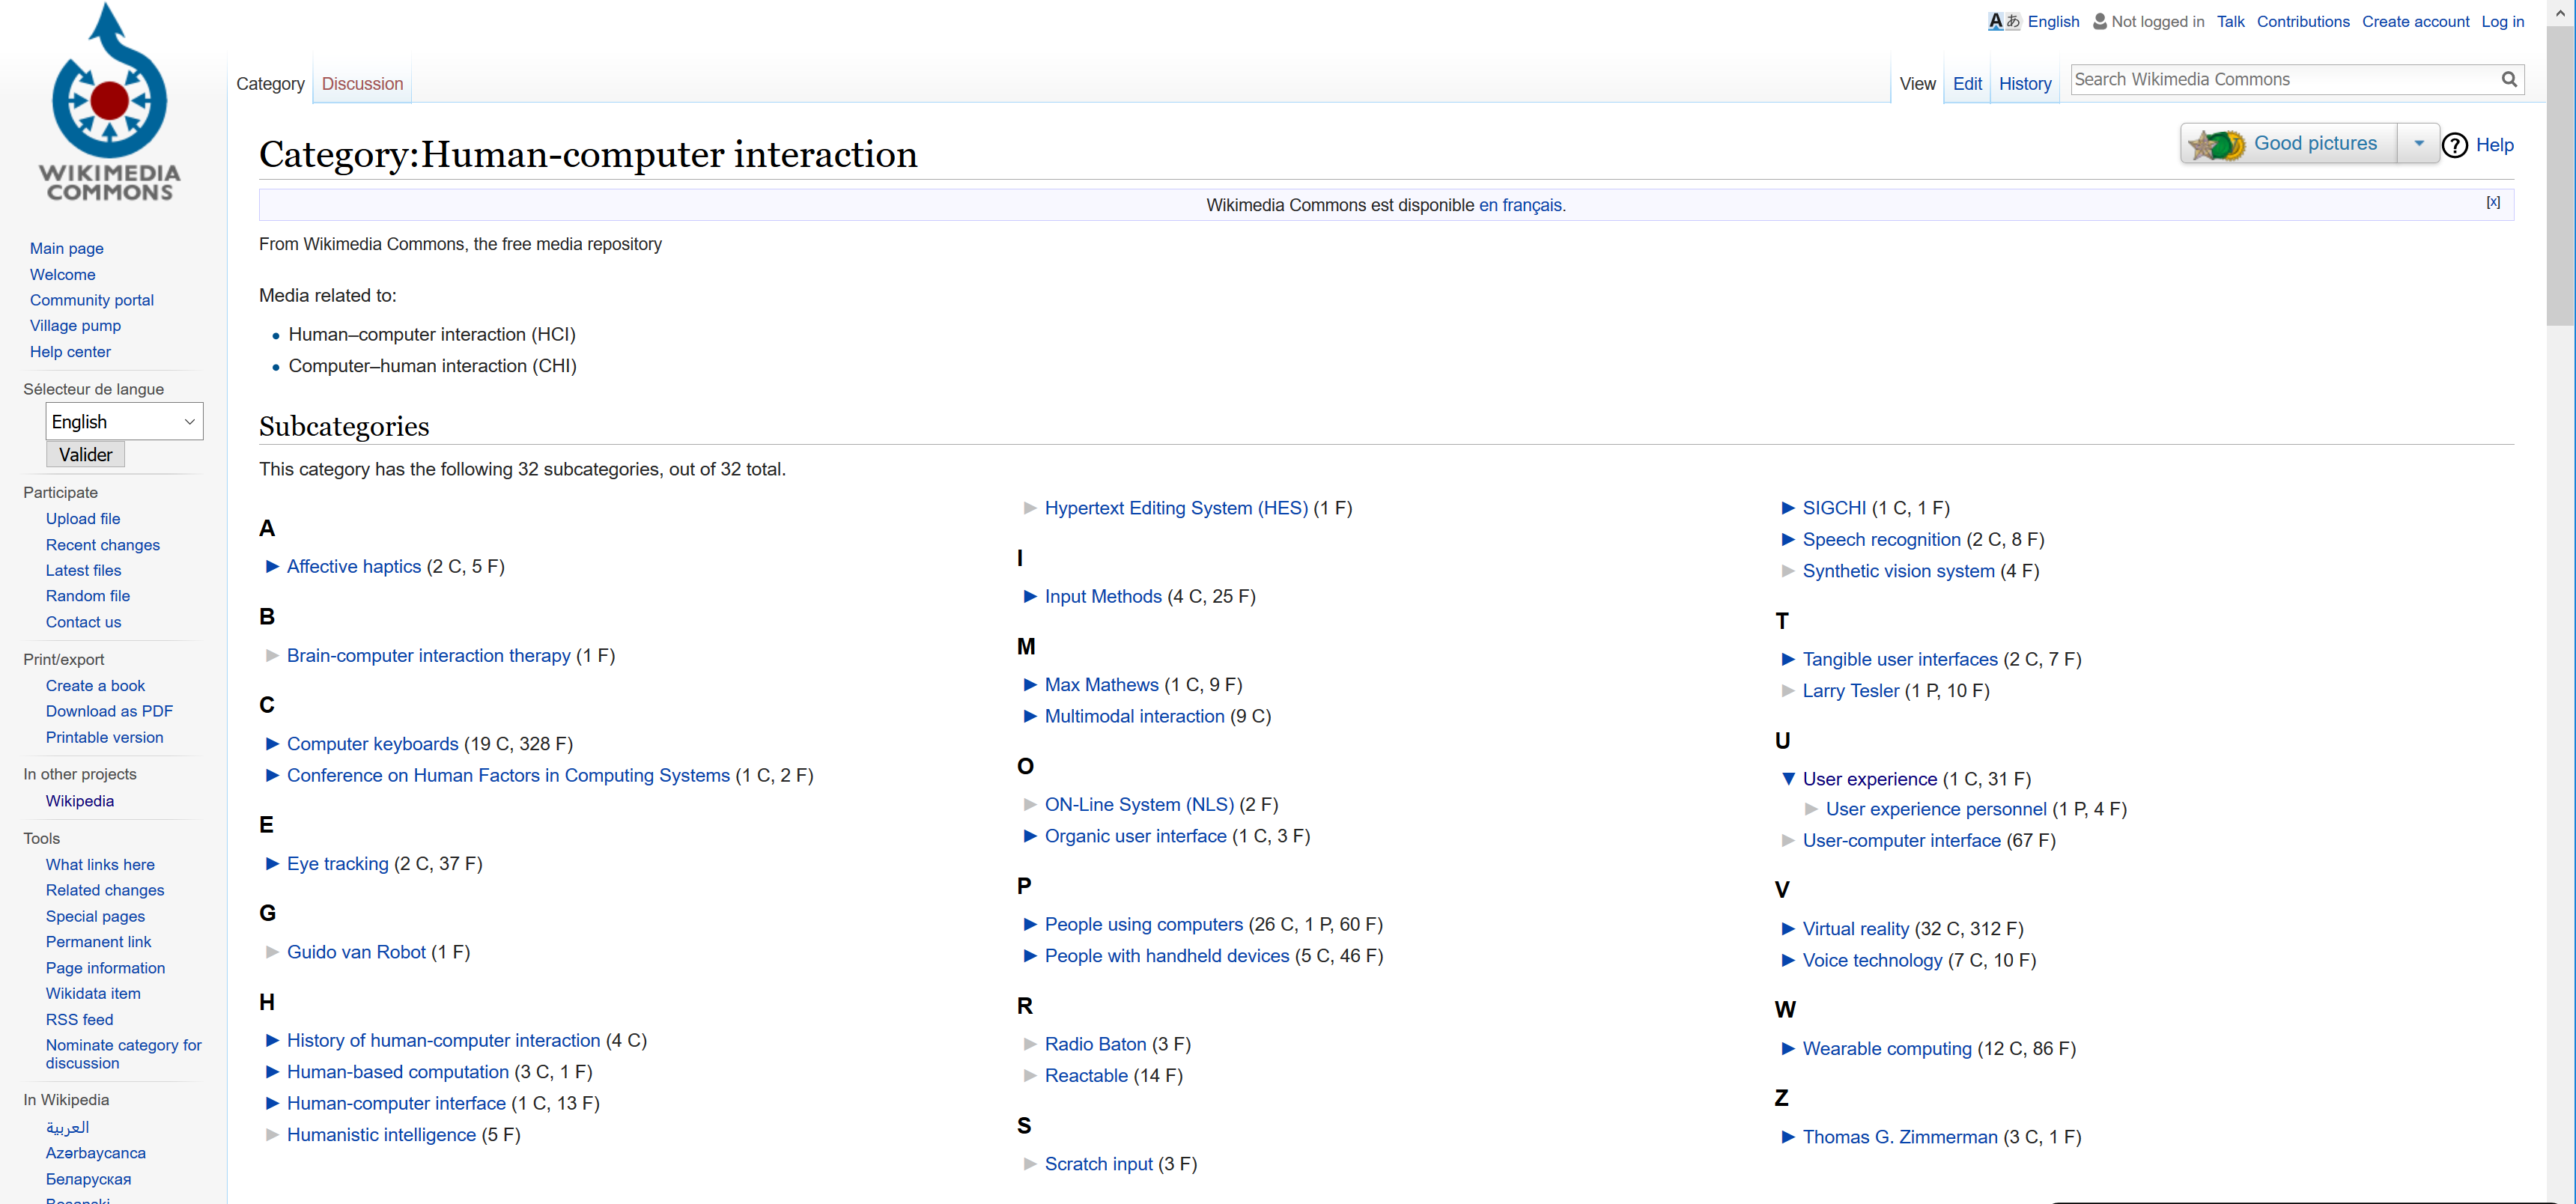 WIKIMEDIA
COMMONS
Main page
Welcome
Community portal
Village pump
Help center
Sélecteur de langue
English
Valider
Participate
Upload file
Recent changes
Latest files
Random file
Contact us
Print/export
Create a book
Download as PDF
Printable version
In other projects
Wikipedia
Tools
What links here
Related changes
Special pages
Permanent link
Page information
Wikidata item
RSS feed
Nominate category for
discussion
In Wikipedia
العربية
Azərbaycanca
Беларуская
A あ English Not logged in Talk Contributions Create account Log in
Category Discussion View Edit History Search Wikimedia Commons
Category:Human-computer interaction
Good pictures ? Help
Wikimedia Commons est disponible en français. [x]
From Wikimedia Commons, the free media repository
Media related to:
• Human–computer interaction (HCI)
• Computer–human interaction (CHI)
Subcategories
This category has the following 32 subcategories, out of 32 total.
A
► Affective haptics (2 C, 5 F)
B
► Brain-computer interaction therapy (1 F)
C
► Computer keyboards (19 C, 328 F)
► Conference on Human Factors in Computing Systems (1 C, 2 F)
E
► Eye tracking (2 C, 37 F)
G
► Guido van Robot (1 F)
H
► History of human-computer interaction (4 C)
► Human-based computation (3 C, 1 F)
► Human-computer interface (1 C, 13 F)
► Humanistic intelligence (5 F)
► Hypertext Editing System (HES) (1 F)
I
► Input Methods (4 C, 25 F)
M
► Max Mathews (1 C, 9 F)
► Multimodal interaction (9 C)
O
► ON-Line System (NLS) (2 F)
► Organic user interface (1 C, 3 F)
P
► People using computers (26 C, 1 P, 60 F)
► People with handheld devices (5 C, 46 F)
R
► Radio Baton (3 F)
► Reactable (14 F)
S
► Scratch input (3 F)
► SIGCHI (1 C, 1 F)
► Speech recognition (2 C, 8 F)
► Synthetic vision system (4 F)
T
► Tangible user interfaces (2 C, 7 F)
► Larry Tesler (1 P, 10 F)
U
▼ User experience (1 C, 31 F)
► User experience personnel (1 P, 4 F)
► User-computer interface (67 F)
V
► Virtual reality (32 C, 312 F)
► Voice technology (7 C, 10 F)
W
► Wearable computing (12 C, 86 F)
Z
► Thomas G. Zimmerman (3 C, 1 F)